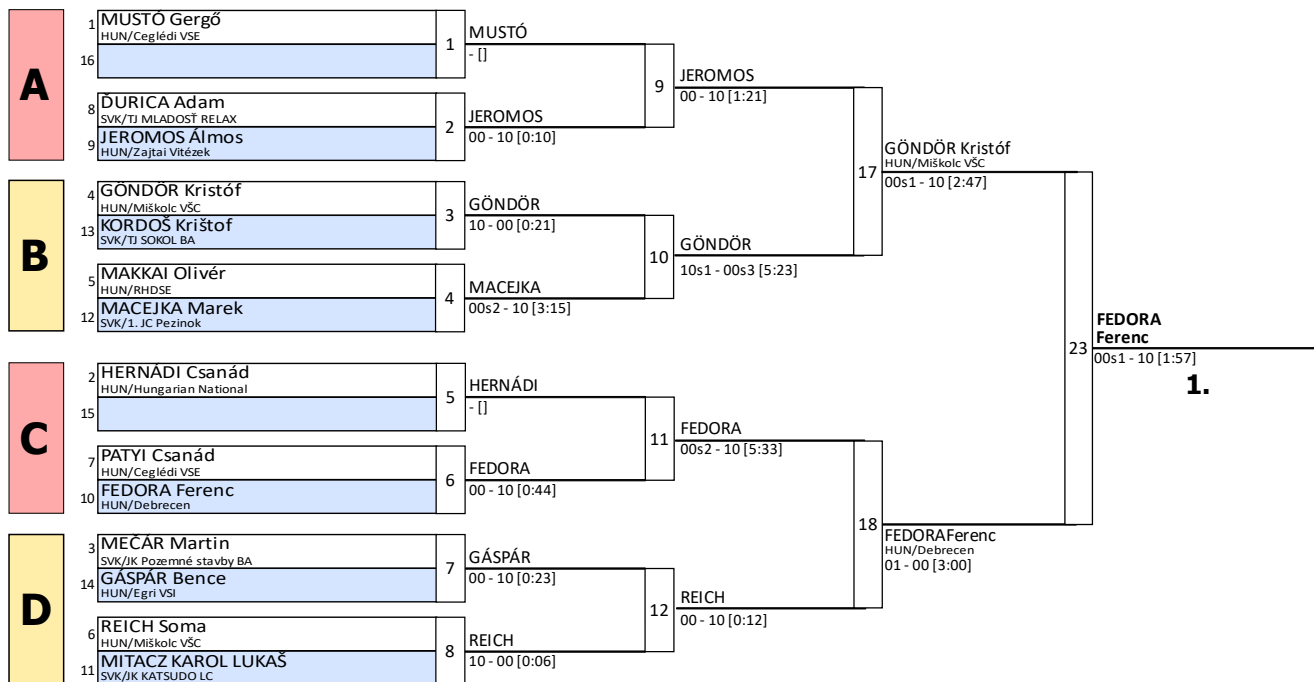 A
1 MUSTÓ Gergő
HUN/Ceglédi VSE
16
1
MUSTÓ
- []
8 ĎURICA Adam
SVK/TJ MLADOSŤ RELAX
9 JEROMOS Álmos
HUN/Zajtai Vitézek
2
JEROMOS
00 - 10 [0:10]
9
JEROMOS
00 - 10 [1:21]
B
4 GÖNDÖR Kristóf
HUN/Miškolc VŠC
13 KORDOŠ Krištof
SVK/TJ SOKOL BA
3
GÖNDÖR
10 - 00 [0:21]
5 MAKKAI Olivér
HUN/RHDSE
12 MACEJKA Marek
SVK/1. JC Pezinok
4
MACEJKA
00s2 - 10 [3:15]
10
GÖNDÖR
10s1 - 00s3 [5:23]
17
GÖNDÖR Kristóf
HUN/Miškolc VŠC
00s1 - 10 [2:47]
C
2 HERNÁDI Csanád
HUN/Hungarian National
15
5
HERNÁDI
- []
7 PATYI Csanád
HUN/Ceglédi VSE
10 FEDORA Ferenc
HUN/Debrecen
6
FEDORA
00 - 10 [0:44]
11
FEDORA
00s2 - 10 [5:33]
D
3 MEČÁR Martin
SVK/JK Pozemné stavby BA
14 GÁSPÁR Bence
HUN/Egri VSI
7
GÁSPÁR
00 - 10 [0:23]
6 REICH Soma
HUN/Miškolc VŠC
11 MITACZ KAROL LUKAŠ
SVK/JK KATSUDO LC
8
REICH
10 - 00 [0:06]
12
REICH
00 - 10 [0:12]
18
FEDORAFerenc
HUN/Debrecen
01 - 00 [3:00]
23
FEDORA
Ferenc
00s1 - 10 [1:57]
1.